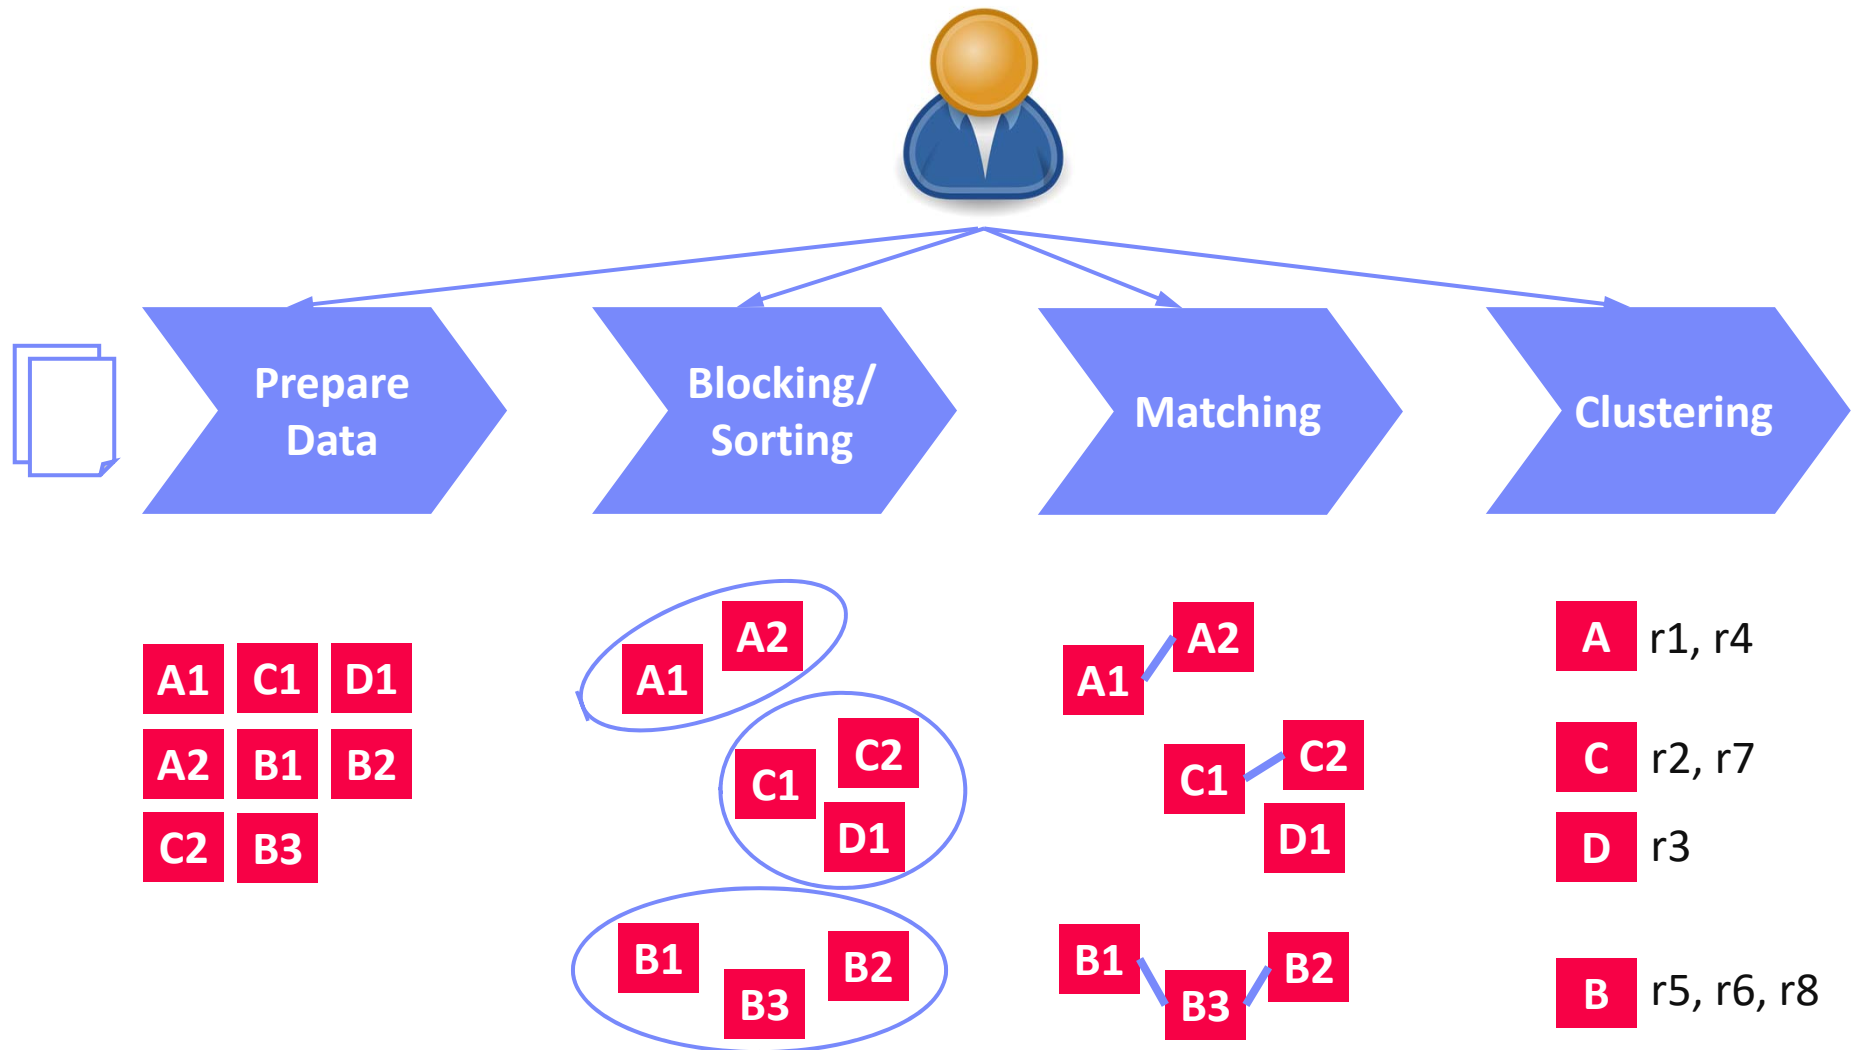 Prepare
Data
Blocking/
Sorting
Matching
Clustering
A1 C1 D1
A2 B1 B2
C2 B3
A2
A1
C2
C1
D1
B1
B2
B3
A2
A1
C2
C1
D1
B1
B2
B3
A r1, r4
C r2, r7
D r3
B r5, r6, r8